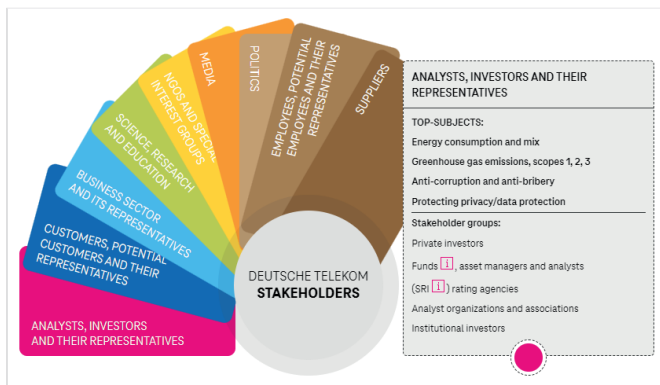 ANALYSTS, INVESTORS
AND THEIR REPRESENTATIVES
CUSTOMERS, POTENTIAL
CUSTOMERS AND THEIR
REPRESENTATIVES
BUSINESS SECTOR
AND ITS REPRESENTATIVES
SCIENCE, RESEARCH
AND EDUCATION
NGOS AND SPECIAL
INTEREST GROUPS
MEDIA
POLITICS
EMPLOYEES, POTENTIAL
EMPLOYEES AND THEIR
REPRESENTATIVES
SUPPLIERS
DEUTSCHE TELEKOM
STAKEHOLDERS
ANALYSTS, INVESTORS AND THEIR
REPRESENTATIVES
TOP-SUBJECTS:
Energy consumption and mix
Greenhouse gas emissions, scopes 1, 2, 3
Anti-corruption and anti-bribery
Protecting privacy/data protection
Stakeholder groups:
Private investors
Funds i, asset managers and analysts
(SRI i) rating agencies
Analyst organizations and associations
Institutional investors